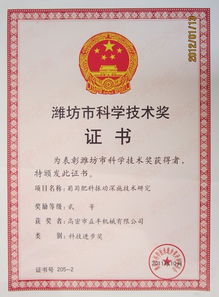 2012/01/13
潍坊市科学技术奖
证书
为表彰潍坊市科学技术奖获得者，
特颁发此证书。
项目名称：葡萄肥料振动深施技术研究
奖励等级：贰 等
获奖者：高密市益丰机械有限公司
类别：科技进步奖
证书号 205-2